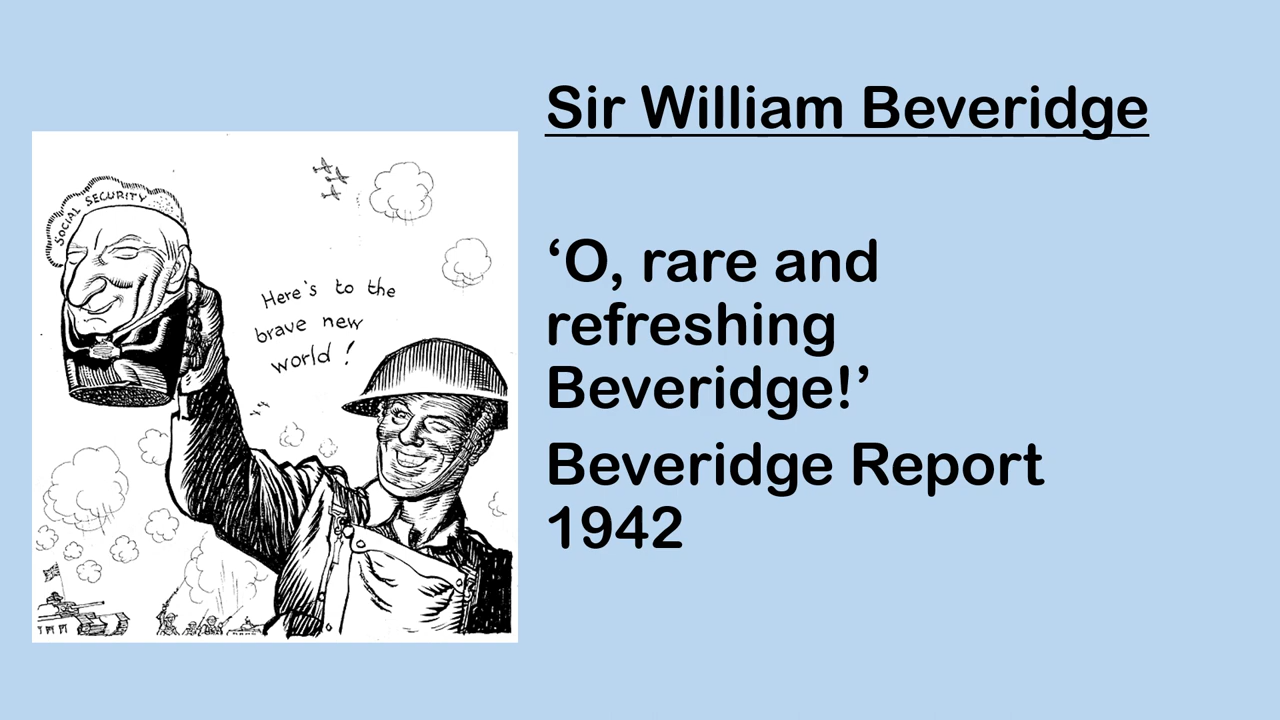 Sir William Beveridge
SOCIAL SECURITY
Here's to the
brave new
world !
‘O, rare and
refreshing
Beveridge!’
Beveridge Report
1942